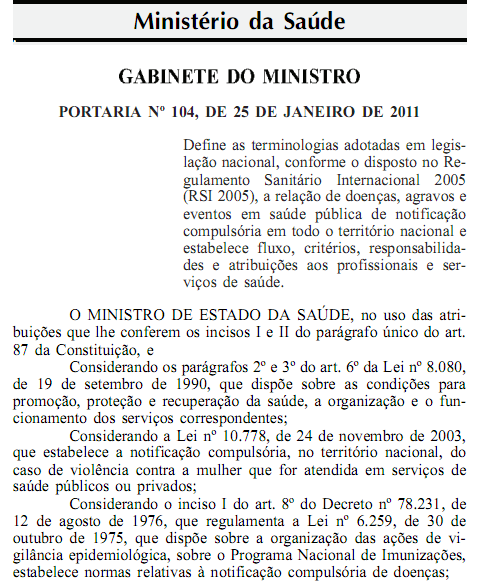 Ministério da Saúde
GABINETE DO MINISTRO
PORTARIA Nº 104, DE 25 DE JANEIRO DE 2011
Define as terminologias adotadas em legis-
lação nacional, conforme o disposto no Re-
gulamento Sanitário Internacional 2005
(RSI 2005), a relação de doenças, agravos e
eventos em saúde pública de notificação
compulsória em todo o território nacional e
estabelece fluxo, critérios, responsabilida-
des e atribuições aos profissionais e ser-
viços de saúde.
O MINISTRO DE ESTADO DA SAÚDE, no uso das atri-
buições que lhe conferem os incisos I e II do parágrafo único do art.
87 da Constituição, e
Considerando os parágrafos 2º e 3º do art. 6º da Lei nº 8.080,
de 19 de setembro de 1990, que dispõe sobre as condições para
promoção, proteção e recuperação da saúde, a organização e o fun-
cionamento dos serviços correspondentes;
Considerando a Lei nº 10.778, de 24 de novembro de 2003,
que estabelece a notificação compulsória, no território nacional, do
caso de violência contra a mulher que for atendida em serviços de
saúde públicos ou privados;
Considerando o inciso I do art. 8º do Decreto nº 78.231, de
12 de agosto de 1976, que regulamenta a Lei nº 6.259, de 30 de
outubro de 1975, que dispõe sobre a organização das ações de vi-
gilância epidemiológica, sobre o Programa Nacional de Imunizações,
estabelece normas relativas à notificação compulsória de doenças;